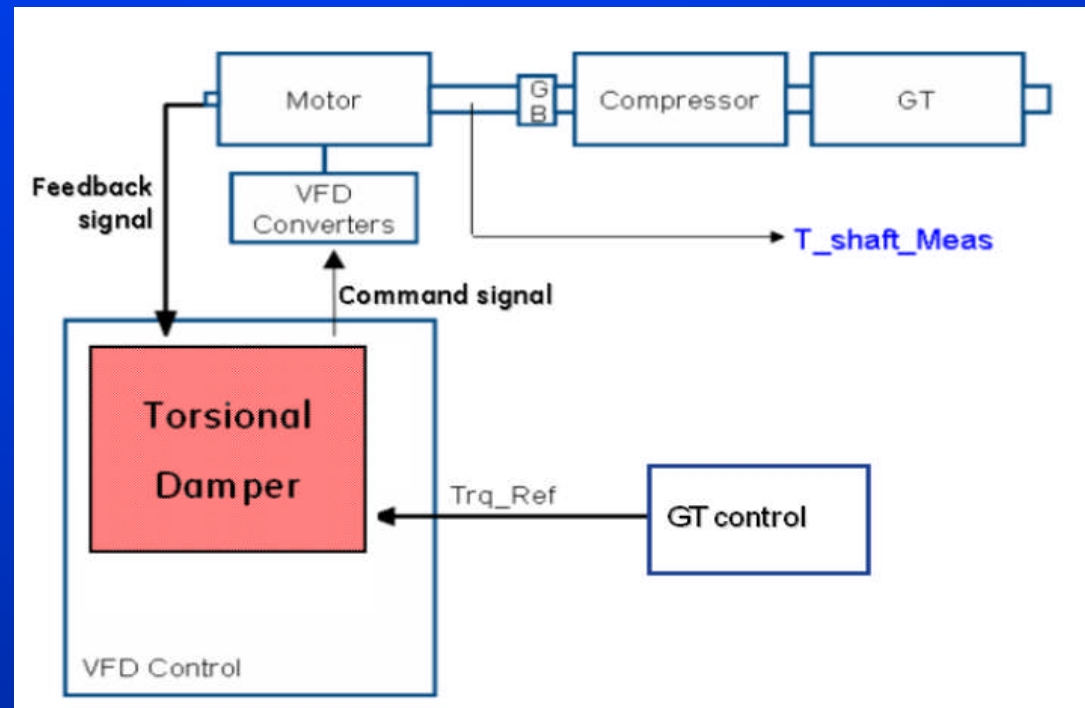 Motor
G
B
Compressor
GT
Feedback
signal
VFD
Converters
T_shaft_Meas
Command signal
Torsional
Damper
Trq_Ref
GT control
VFD Control